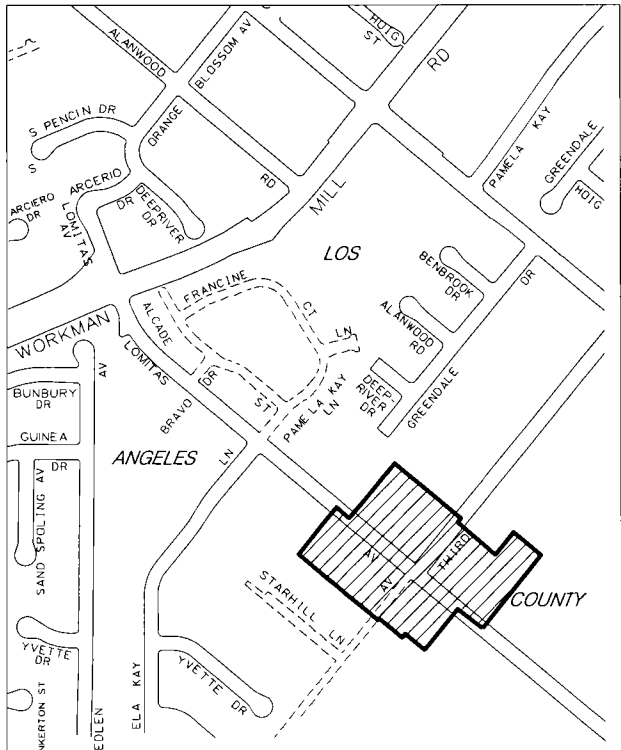 HOIG
ST
ALANWOOD
BLOSSOM AV
RD
S PENCIN DR
ORANGE
RD
S
PAMELA KAY
GREENDALE
HOIG
ARCERIO
DR
ARCIERO
DR
LOMITAS
AV
DEEPRIVER
DR
MILL
LOS
BENBROOK
DR
DR
FRANCINE
CT
LN
ALCADE
ALANWOOD
RD
WORKMAN
LOMITAS
AV
BUNBURY
DR
BRAVO
DR
ST
PAMELA KAY
LN
DEEP
RIVER
DR
GREENDALE
GUINEA
DR
ANGELES
LN
SAND SPOLING AV
AV
AV
THIRD
STARHILL
LN
COUNTY
YVETTE
DR
YVETTE DR
NKERTON ST
EDLEN
ELA KAY